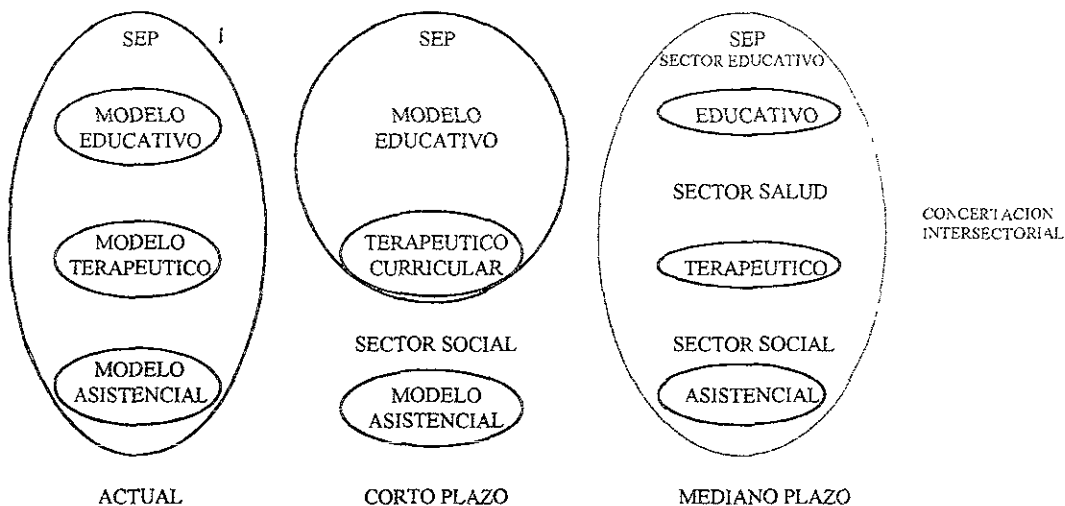 SEP
MODELO
EDUCATIVO
MODELO
TERAPEUTICO
MODELO
ASISTENCIAL
ACTUAL
SEP
MODELO
EDUCATIVO
TERAPEUTICO
CURRICULAR
SECTOR SOCIAL
MODELO
ASISTENCIAL
CORTO PLAZO
SEP
SECTOR EDUCATIVO
EDUCATIVO
SECTOR SALUD
TERAPEUTICO
SECTOR SOCIAL
ASISTENCIAL
MEDIANO PLAZO
CONCERTACION
INTERSECTORIAL